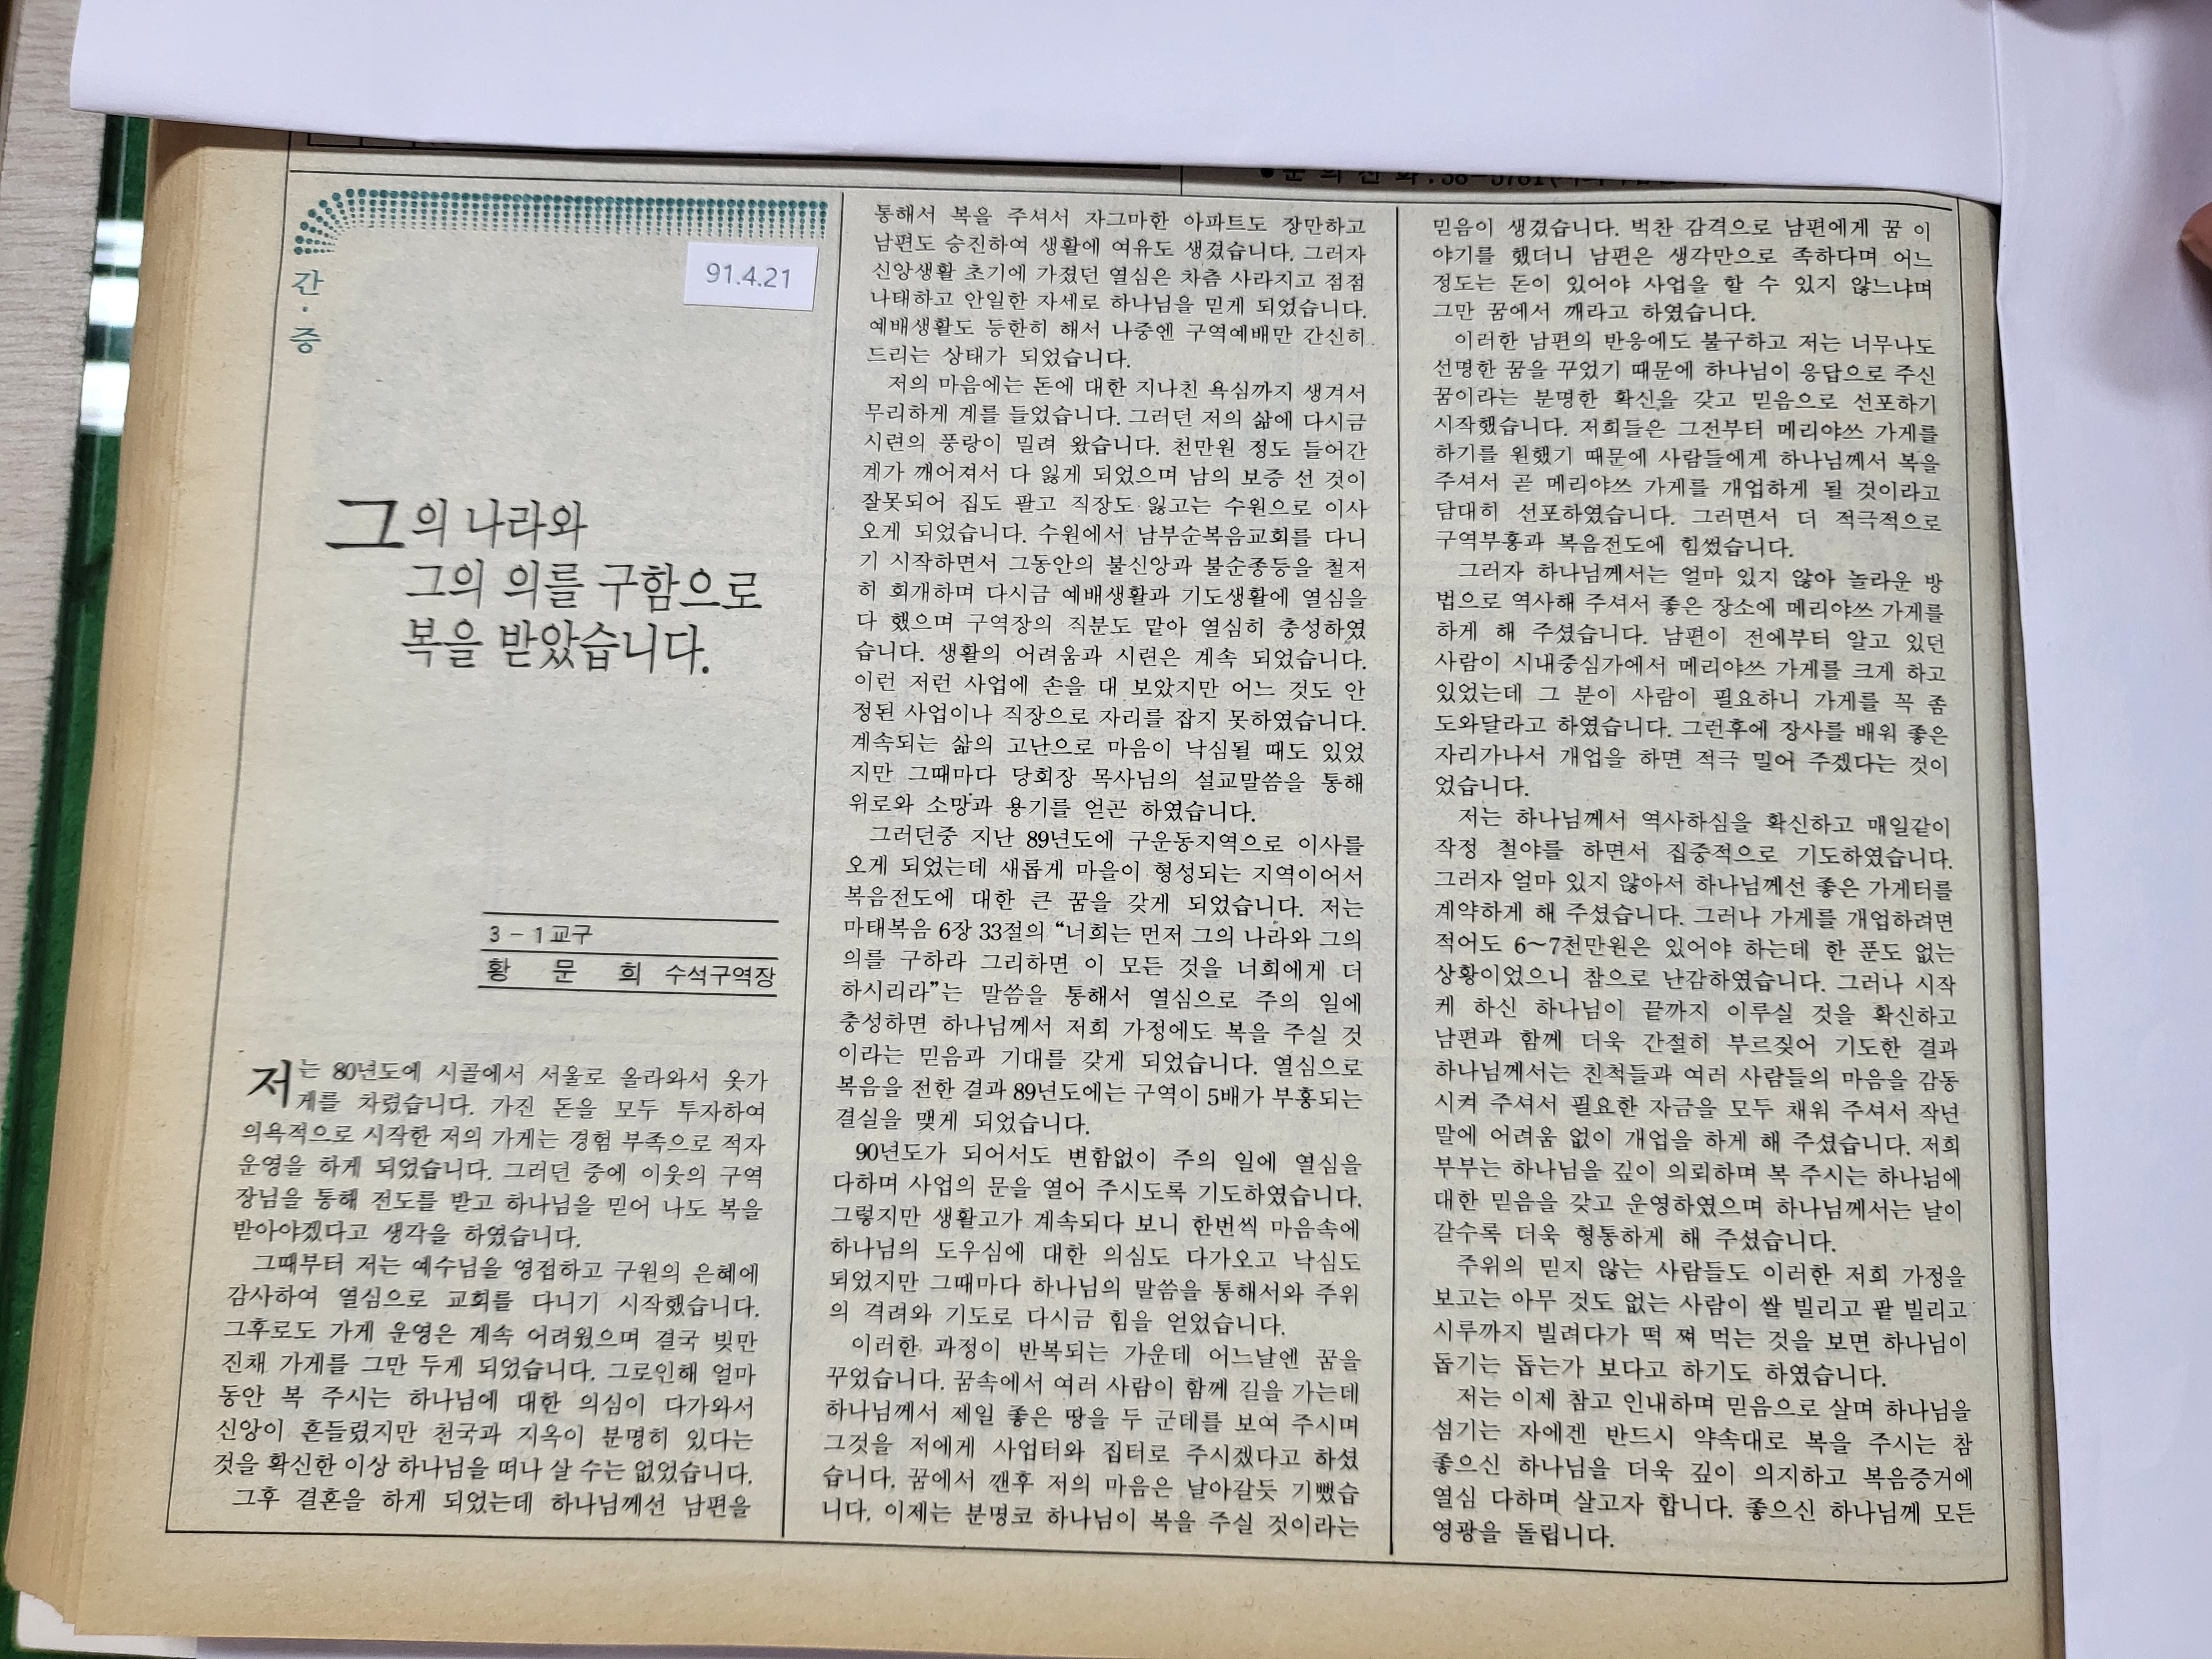 간·증
91.4.21
그의 나라와
그의 의를 구함으로
복을 받았습니다.
3-1교구
황 문 희 수석구역장
저는 80년도에 시골에서 서울로 올라와서 옷가
게를 차렸습니다. 가진 돈을 모두 투자하여
의욕적으로 시작한 저의 가게는 경험 부족으로 적자
운영을 하게 되었습니다. 그러던 중에 이웃의 구역
장님을 통해 전도를 받고 하나님을 믿어 나도 복을
받아야겠다고 생각을 하였습니다.
그때부터 저는 예수님을 영접하고 구원의 은혜에
감사하여 열심으로 교회를 다니기 시작했습니다.
그후로도 가게 운영은 계속 어려웠으며 결국 빚만
진채 가게를 그만 두게 되었습니다. 그로인해 얼마
동안 복 주시는 하나님에 대한 의심이 다가와서
신앙이 흔들렸지만 천국과 지옥이 분명히 있다는
것을 확신한 이상 하나님을 떠나 살 수는 없었습니다.
그후 결혼을 하게 되었는데 하나님께선 남편을
통해서 복을 주셔서 자그마한 아파트도 장만하고
남편도 승진하여 생활에 여유도 생겼습니다. 그러자
신앙생활 초기에 가졌던 열심은 차츰 사라지고 점점
나태하고 안일한 자세로 하나님을 믿게 되었습니다.
예배생활도 등한히 해서 나중엔 구역예배만 간신히
드리는 상태가 되었습니다.
저의 마음에는 돈에 대한 지나친 욕심까지 생겨서
무리하게 계를 들었습니다. 그러던 저의 삶에 다시금
시련의 풍랑이 밀려 왔습니다. 천만원 정도 들어간
계가 깨어져서 다 잃게 되었으며 남의 보증 선 것이
잘못되어 집도 팔고 직장도 잃고는 수원으로 이사
오게 되었습니다. 수원에서 남부순복음교회를 다니
기 시작하면서 그동안의 불신앙과 불순종등을 철저
히 회개하며 다시금 예배생활과 기도생활에 열심을
다 했으며 구역장의 직분도 맡아 열심히 충성하였
습니다. 생활의 어려움과 시련은 계속 되었습니다.
이런 저런 사업에 손을 대 보았지만 어느 것도 안
정된 사업이나 직장으로 자리를 잡지 못하였습니다.
계속되는 삶의 고난으로 마음이 낙심될 때도 있었
지만 그때마다 당회장 목사님의 설교말씀을 통해
위로와 소망과 용기를 얻곤 하였습니다.
그러던중 지난 89년도에 구운동지역으로 이사를
오게 되었는데 새롭게 마을이 형성되는 지역이어서
복음전도에 대한 큰 꿈을 갖게 되었습니다. 저는
마태복음 6장 33절의 “너희는 먼저 그의 나라와 그의
의를 구하라 그리하면 이 모든 것을 너희에게 더
하시리라”는 말씀을 통해서 열심으로 주의 일에
충성하면 하나님께서 저희 가정에도 복을 주실 것
이라는 믿음과 기대를 갖게 되었습니다. 열심으로
복음을 전한 결과 89년도에는 구역이 5배가 부흥되는
결실을 맺게 되었습니다.
90년도가 되어서도 변함없이 주의 일에 열심을
다하며 사업의 문을 열어 주시도록 기도하였습니다.
그렇지만 생활고가 계속되다 보니 한번씩 마음속에
하나님의 도우심에 대한 의심도 다가오고 낙심도
되었지만 그때마다 하나님의 말씀을 통해서와 주위
의 격려와 기도로 다시금 힘을 얻었습니다.
이러한 과정이 반복되는 가운데 어느날엔 꿈을
꾸었습니다. 꿈속에서 여러 사람이 함께 길을 가는데
하나님께서 제일 좋은 땅을 두 군데를 보여 주시며
그것을 저에게 사업터와 집터로 주시겠다고 하셨
습니다. 꿈에서 깬후 저의 마음은 날아갈듯 기뻤습
니다. 이제는 분명코 하나님이 복을 주실 것이라는
믿음이 생겼습니다. 벅찬 감격으로 남편에게 꿈 이
야기를 했더니 남편은 생각만으로 족하다며 어느
정도는 돈이 있어야 사업을 할 수 있지 않느냐며
그만 꿈에서 깨라고 하였습니다.
이러한 남편의 반응에도 불구하고 저는 너무나도
선명한 꿈을 꾸었기 때문에 하나님이 응답으로 주신
꿈이라는 분명한 확신을 갖고 믿음으로 선포하기
시작했습니다. 저희들은 그전부터 메리야쓰 가게를
하기를 원했기 때문에 사람들에게 하나님께서 복을
주셔서 곧 메리야쓰 가게를 개업하게 될 것이라고
담대히 선포하였습니다. 그러면서 더 적극적으로
구역부흥과 복음전도에 힘썼습니다.
그러자 하나님께서는 얼마 있지 않아 놀라운 방
법으로 역사해 주셔서 좋은 장소에 메리야쓰 가게를
하게 해 주셨습니다. 남편이 전에부터 알고 있던
사람이 시내중심가에서 메리야쓰 가게를 크게 하고
있었는데 그 분이 사람이 필요하니 가게를 꼭 좀
도와달라고 하였습니다. 그런후에 장사를 배워 좋은
자리가나서 개업을 하면 적극 밀어 주겠다는 것이
었습니다.
저는 하나님께서 역사하심을 확신하고 매일같이
작정 철야를 하면서 집중적으로 기도하였습니다.
그러자 얼마 있지 않아서 하나님께선 좋은 가게터를
계약하게 해 주셨습니다. 그러나 가게를 개업하려면
적어도 6～7천만원은 있어야 하는데 한 푼도 없는
상황이었으니 참으로 난감하였습니다. 그러나 시작
케 하신 하나님이 끝까지 이루실 것을 확신하고
남편과 함께 더욱 간절히 부르짖어 기도한 결과
하나님께서는 친척들과 여러 사람들의 마음을 감동
시켜 주셔서 필요한 자금을 모두 채워 주셔서 작년
말에 어려움 없이 개업을 하게 해 주셨습니다. 저희
부부는 하나님을 깊이 의뢰하며 복 주시는 하나님에
대한 믿음을 갖고 운영하였으며 하나님께서는 날이
갈수록 더욱 형통하게 해 주셨습니다.
주위의 믿지 않는 사람들도 이러한 저희 가정을
보고는 아무 것도 없는 사람이 쌀 빌리고 팥 빌리고
시루까지 빌려다가 떡 쪄 먹는 것을 보면 하나님이
돕기는 돕는가 보다고 하기도 하였습니다.
저는 이제 참고 인내하며 믿음으로 살며 하나님을
섬기는 자에겐 반드시 약속대로 복을 주시는 참
좋으신 하나님을 더욱 깊이 의지하고 복음증거에
열심 다하며 살고자 합니다. 좋으신 하나님께 모든
영광을 돌립니다.